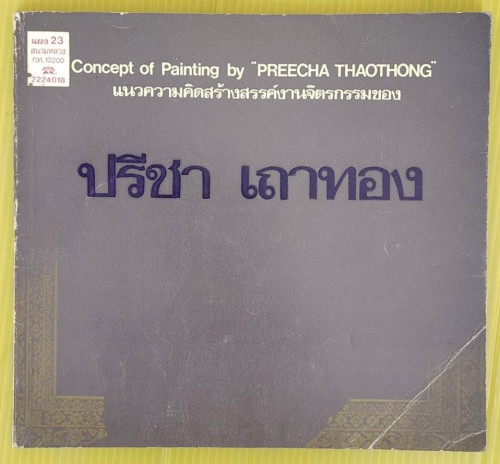 แผง 23
สนามหลวง
กท. 10200
☎
2224018
Concept of Painting by "PREECHA THAOTHONG"
แนวความคิดสร้างสรรค์งานจิตรกรรมของ
ปรีชา เถาทอง